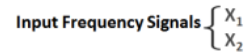 Input Frequency Signals { X₁
X₂